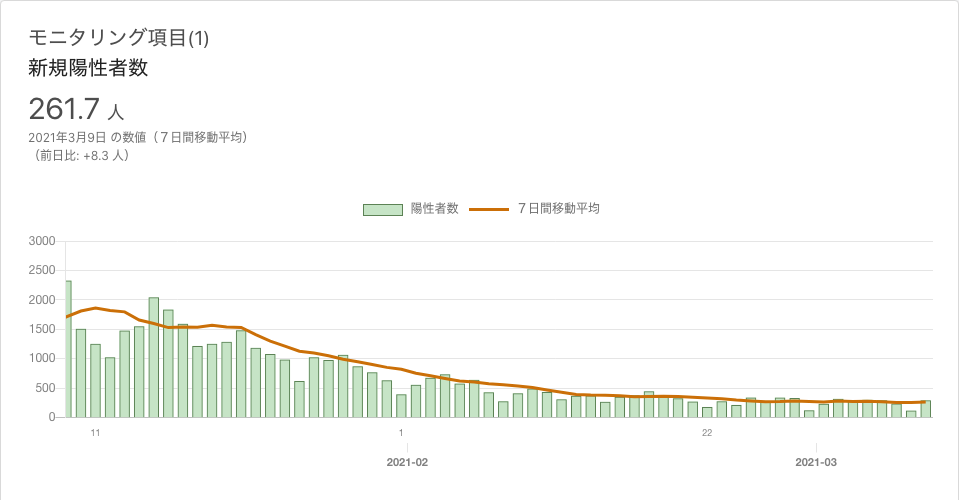 モニタリング項目(1)
新規陽性者数
261.7 人
2021年3月9日 の数値（７日間移動平均）
（前日比: +8.3 人）
陽性者数 ７日間移動平均
3000
2500
2000
1500
1000
500
0
11 1 22
2021-02 2021-03